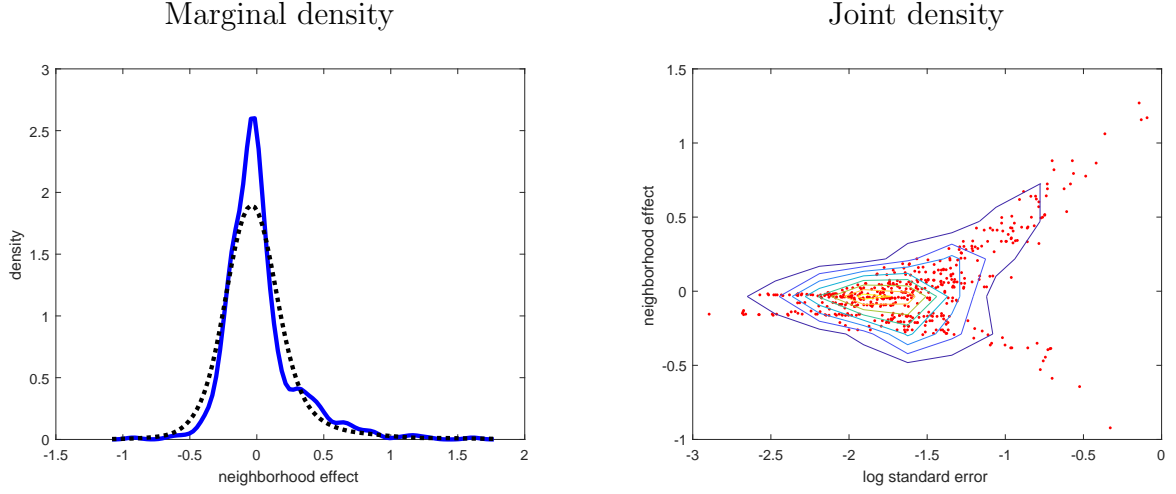 Marginal density
3
2.5
2
1.5
1
0.5
0
density
-1.5 -1 -0.5 0 0.5 1 1.5 2
neighborhood effect
Joint density
1.5
1
0.5
0
-0.5
-1
neighborhood effect
-3 -2.5 -2 -1.5 -1 -0.5 0
log standard error